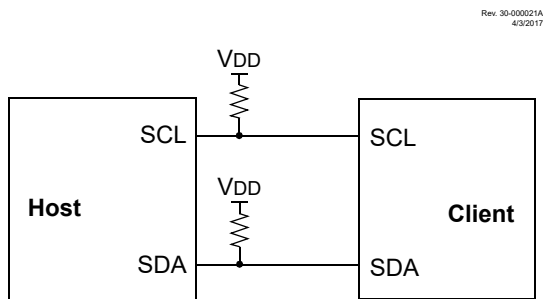 Rev. 30-000021A
4/3/2017
VDD
SCL
SCL
VDD
Host
Client
SDA
SDA